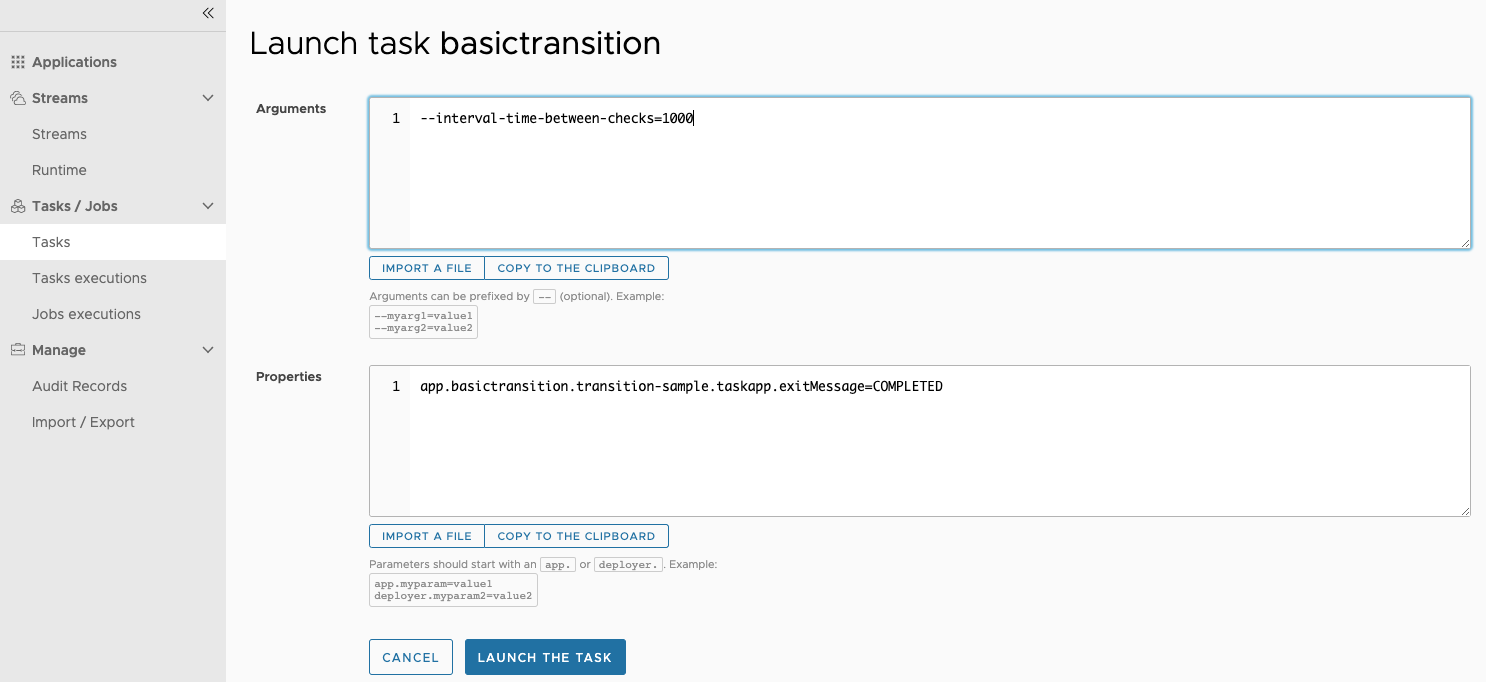 Applications
Streams
Streams
Runtime
Tasks / Jobs
Tasks
Tasks executions
Jobs executions
Manage
Audit Records
Import / Export
Launch task basictransition
Arguments
1 --interval-time-between-checks=1000
IMPORT A FILE COPY TO THE CLIPBOARD
Arguments can be prefixed by -- (optional). Example:
--myarg1=value1
--myarg2=value2
Properties
1 app.basictransition.transition-sample.taskapp.exitMessage=COMPLETED
IMPORT A FILE COPY TO THE CLIPBOARD
Parameters should start with an app. or deployer. . Example:
app.myparam=value1
deployer.myparam2=value2
CANCEL LAUNCH THE TASK